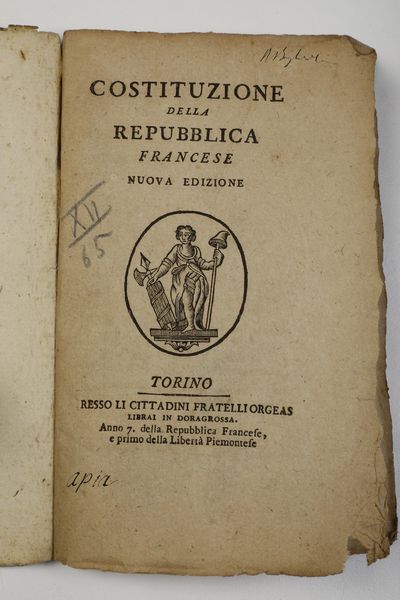 COSTITUZIONE
DELLA
REPUBBLICA
FRANCESE
NUOVA EDIZIONE
XII
65
TORINO
RESSO LI CITTADINI FRATELLI ORGEAS
LIBRAI IN DORAGROSSA.
Anno 7. della Repubblica Franceſe,
e primo della Libertà Piemonteſe
apia